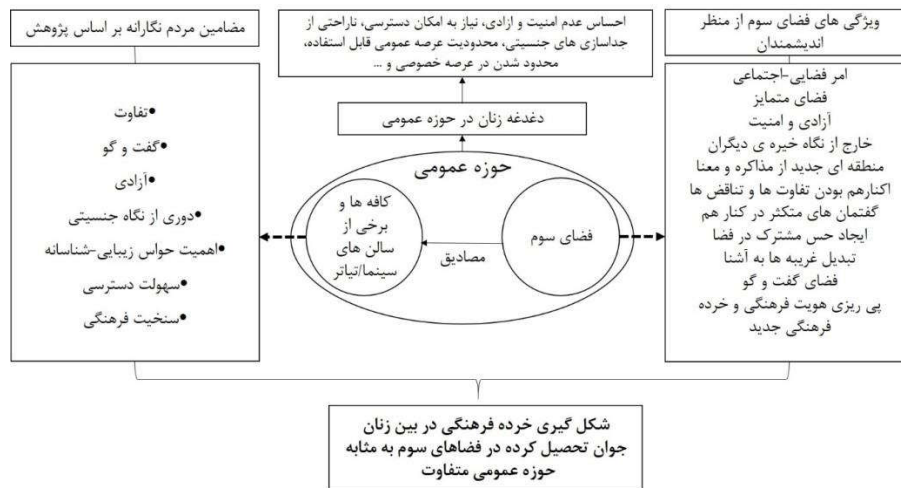 ویژگی های فضای سوم از منظر
اندیشمندان
امر فضایی-اجتماعی
فضای متمایز
آزادی و امنیت
خارج از نگاه خیره ی دیگران
منطقه ای جدید از مذاکره و معنا
اکنارهم بودن تفاوت ها و تناقض ها
گفتمان های متکثر در کنار هم
ایجاد حس مشترک در فضا
تبدیل غریبه ها به آشنا
فضای گفت و گو
پی ریزی هویت فرهنگی و خرده
فرهنگی جدید
احساس عدم امنیت و ازادی، نیاز به امکان دسترسی، ناراحتی از
جداسازی های جنسیتی، محدودیت عرصه عمومی قابل استفاده،
محدود شدن در عرصه خصوصی و ...
دغدغه زنان در حوزه عمومی
حوزه عمومی
فضای سوم
مصادیق
کافه ها و
برخی از
سالن های
سینما/تیاتر
مضامین مردم نگارانه بر اساس پژوهش
•تفاوت
•گفت و گو
•آزادی
•دوری از نگاه جنسیتی
•اهمیت حواس زیبایی-شناسانه
•سهولت دسترسی
•سنخیت فرهنگی
شکل گیری خرده فرهنگی در بین زنان
جوان تحصیل کرده در فضاهای سوم به مثابه
حوزه عمومی متفاوت